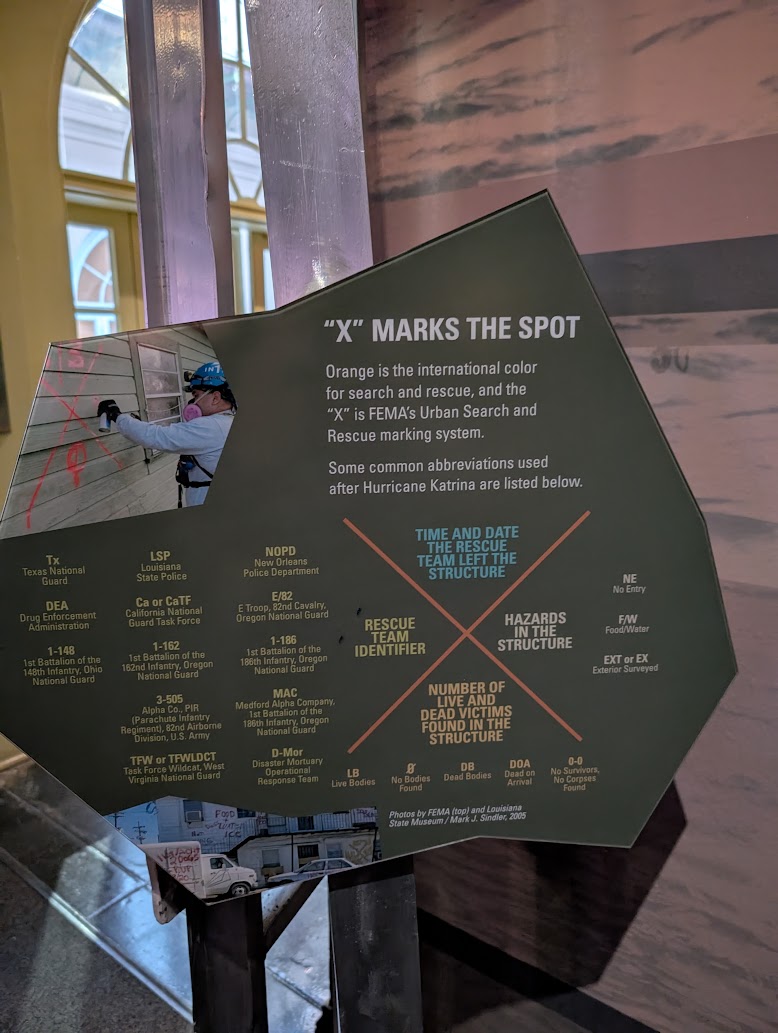 “X” MARKS THE SPOT
Orange is the international color
for search and rescue, and the
“X” is FEMA’s Urban Search and
Rescue marking system.
Some common abbreviations used
after Hurricane Katrina are listed below.
Tx
Texas National
Guard
LSP
Louisiana
State Police
NOPD
New Orleans
Police Department
DEA
Drug Enforcement
Administration
Ca or CaTF
California National
Guard Task Force
E/82
E Troop, 82nd Cavalry,
Oregon National Guard
1-148
1st Battalion of the
148th Infantry, Ohio
National Guard
1-162
1st Battalion of the
162nd Infantry, Oregon
National Guard
1-186
1st Battalion of the
186th Infantry, Oregon
National Guard
3-505
Alpha Co., PIR
(Parachute Infantry
Regiment), 82nd Airborne
Division, U.S. Army
MAC
Medford Alpha Company,
1st Battalion of the
186th Infantry, Oregon
National Guard
TFW or TFWLDCT
Task Force Wildcat, West
Virginia National Guard
D-Mor
Disaster Mortuary
Operational
Response Team
TIME AND DATE
THE RESCUE
TEAM LEFT THE
STRUCTURE
RESCUE
TEAM
IDENTIFIER
HAZARDS
IN THE
STRUCTURE
NE
No Entry
F/W
Food/Water
EXT or EX
Exterior Surveyed
NUMBER OF
LIVE AND
DEAD VICTIMS
FOUND IN THE
STRUCTURE
LB
Live Bodies
0̸
No Bodies
Found
DB
Dead Bodies
DOA
Dead on
Arrival
0-0
No Survivors,
No Corpses
Found
Photos by FEMA (top) and Louisiana
State Museum / Mark J. Sindler, 2005
FOOD